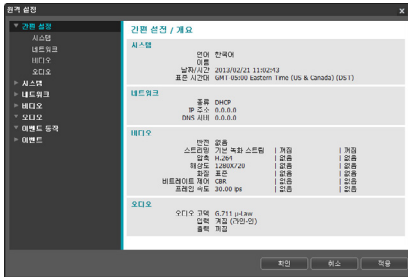 원격 설정
간편 설정
시스템
네트워크
비디오
오디오
시스템
네트워크
비디오
오디오
이벤트 동작
이벤트
간편 설정 / 개요
시스템
언어 한국어
이름
날짜/시간 2013/02/21 11:02:43
표준 시간대 GMT-05:00 Eastern Time (US & Canada) (DST)
네트워크
종류 DHCP
IP 주소 0.0.0.0
DNS 서버 0.0.0.0
비디오
반전 없음
스트리밍 기본 녹화 스트림 | 꺼짐 | 꺼짐
압축 H.264 | 없음 | 없음
해상도 1280X720 | 없음 | 없음
화질 표준 | 없음 | 없음
비트레이트 제어 CBR | 없음 | 없음
프레임 속도 30.00 ips | 없음 | 없음
오디오
오디오 코덱 G.711 μ-Law
입력 꺼짐 (라인-인)
출력 꺼짐
확인 취소 적용